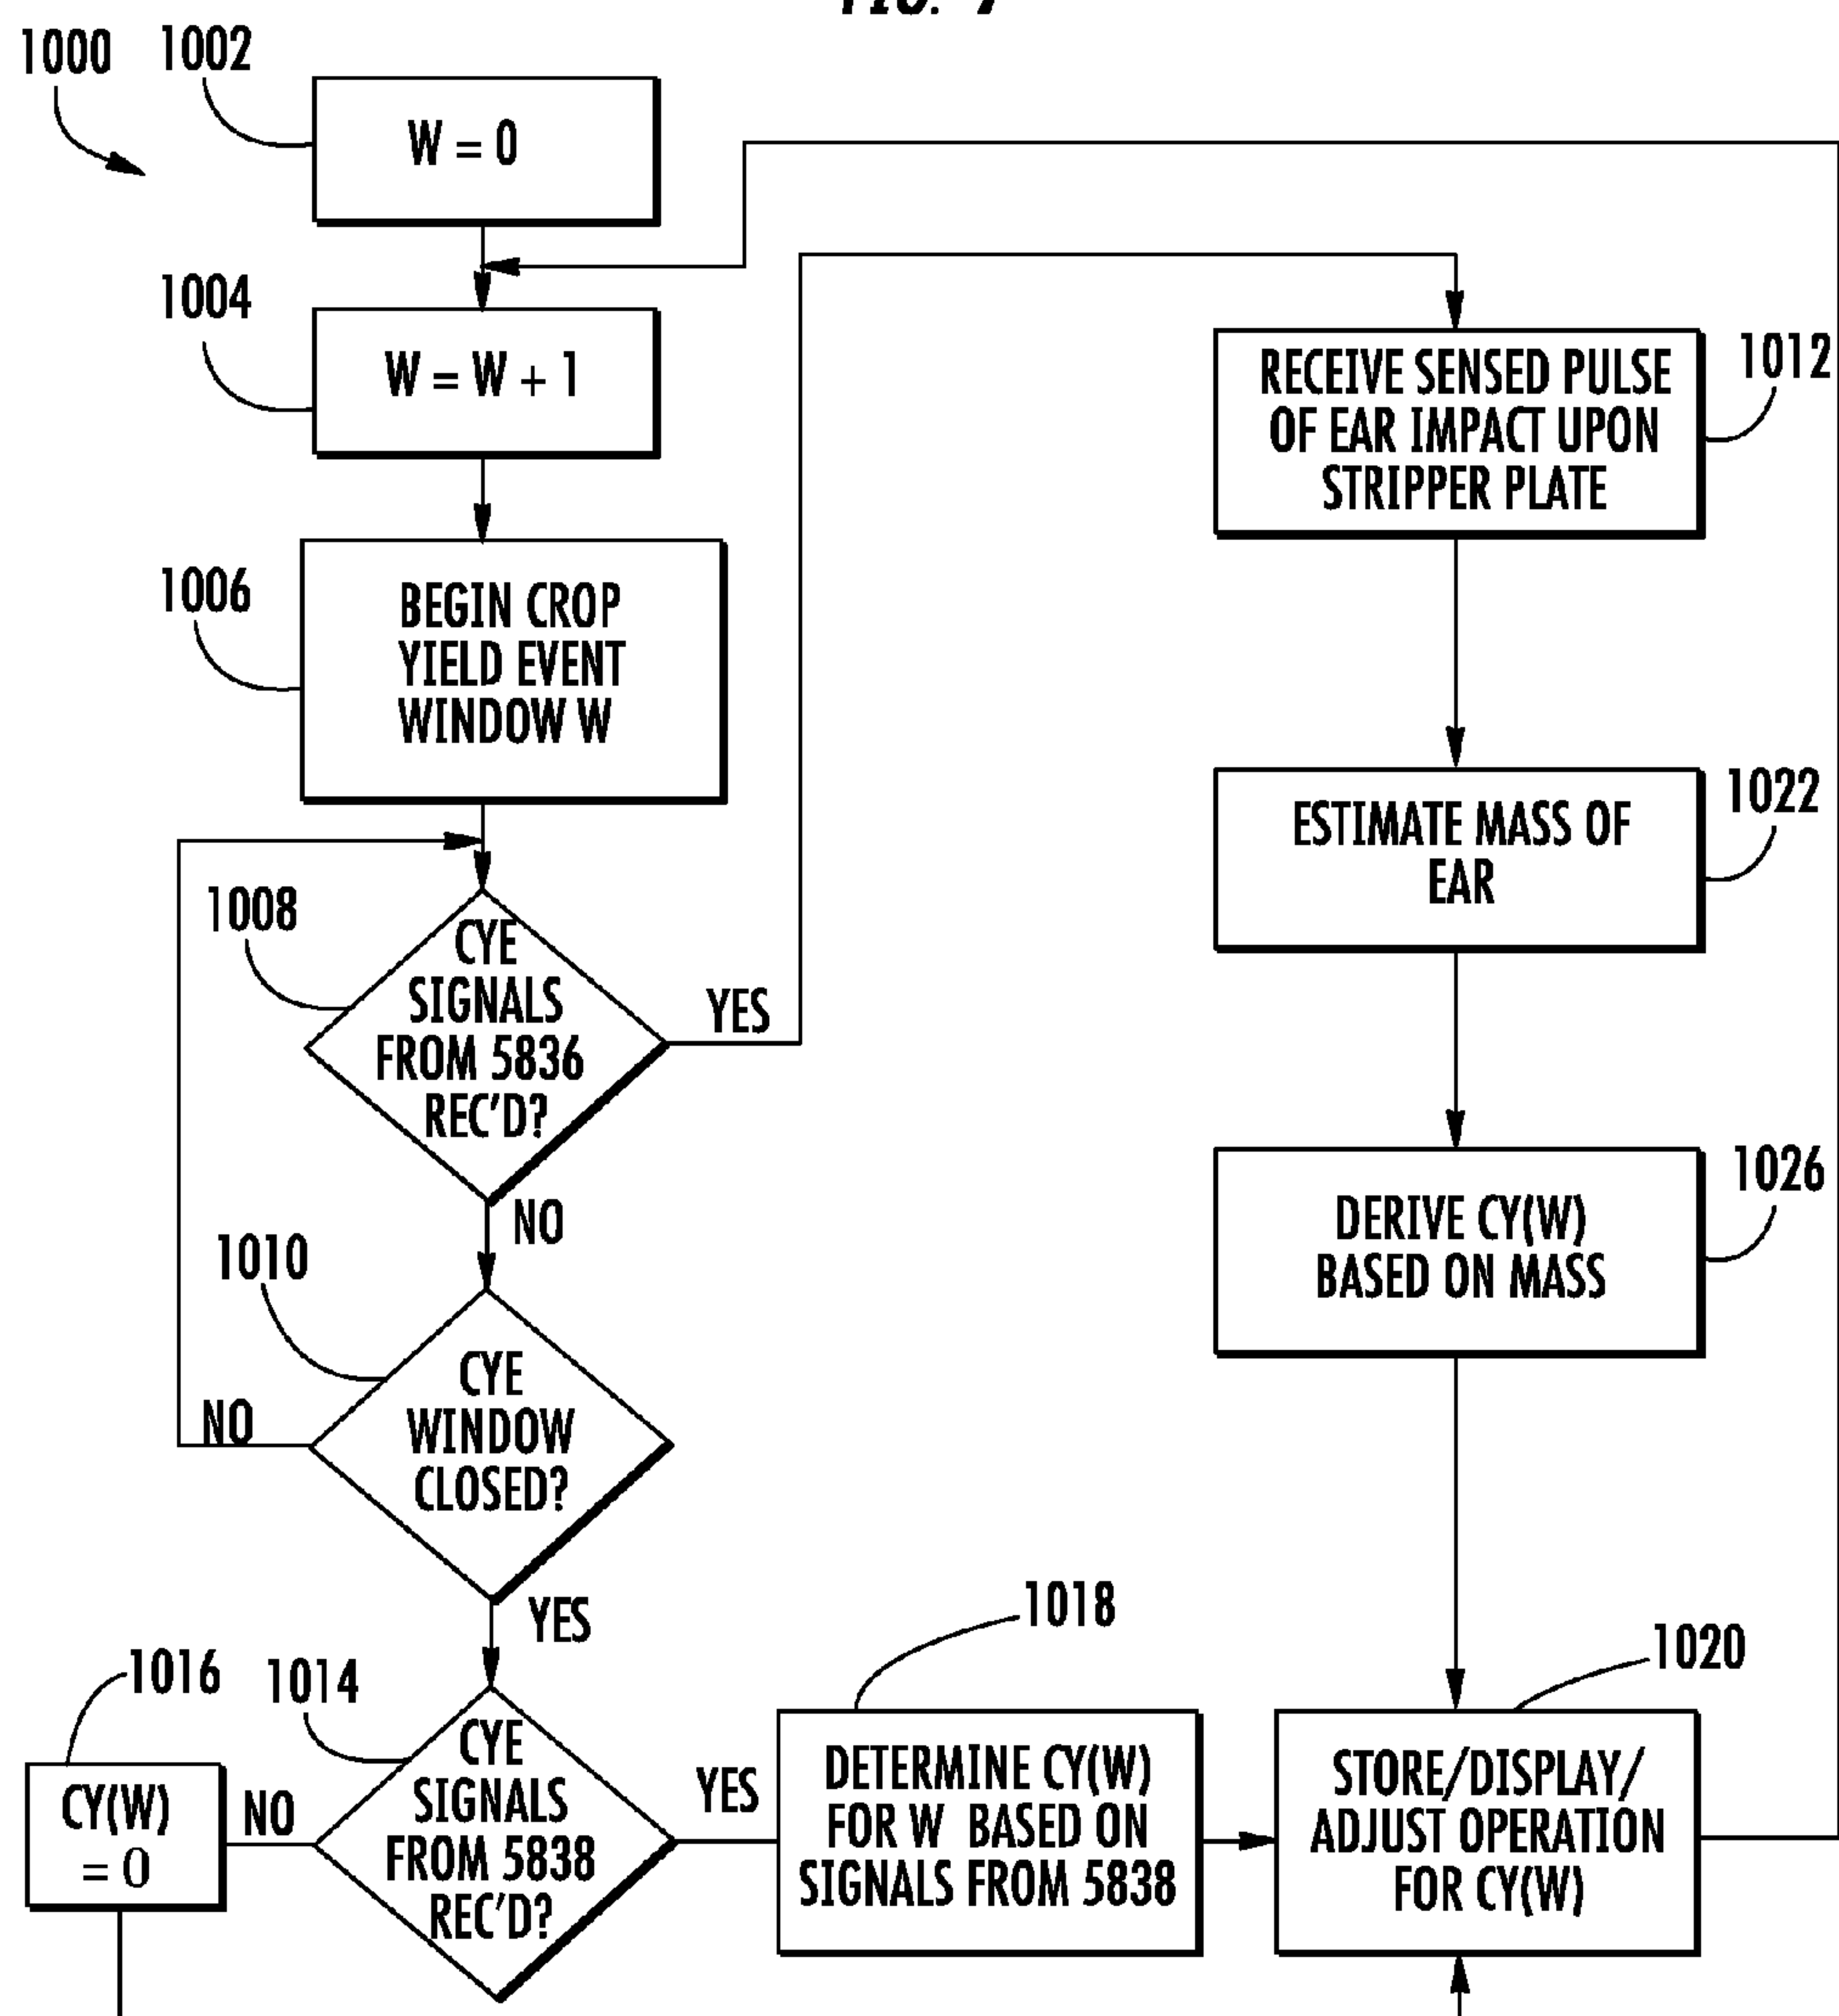 FIG. 9
1000
1002
W = 0
1004
W = W + 1
1006
BEGIN CROP
YIELD EVENT
WINDOW W
1008
CYE
SIGNALS
FROM 5836
REC'D?
YES
NO
1010
CYE
WINDOW
CLOSED?
NO
YES
1012
RECEIVE SENSED PULSE
OF EAR IMPACT UPON
STRIPPER PLATE
1022
ESTIMATE MASS OF
EAR
1026
DERIVE CY(W)
BASED ON MASS
1014
CYE
SIGNALS
FROM 5838
REC'D?
NO
1016
CY(W)
= 0
YES
1018
DETERMINE CY(W)
FOR W BASED ON
SIGNALS FROM 5838
1020
STORE/DISPLAY/
ADJUST OPERATION
FOR CY(W)